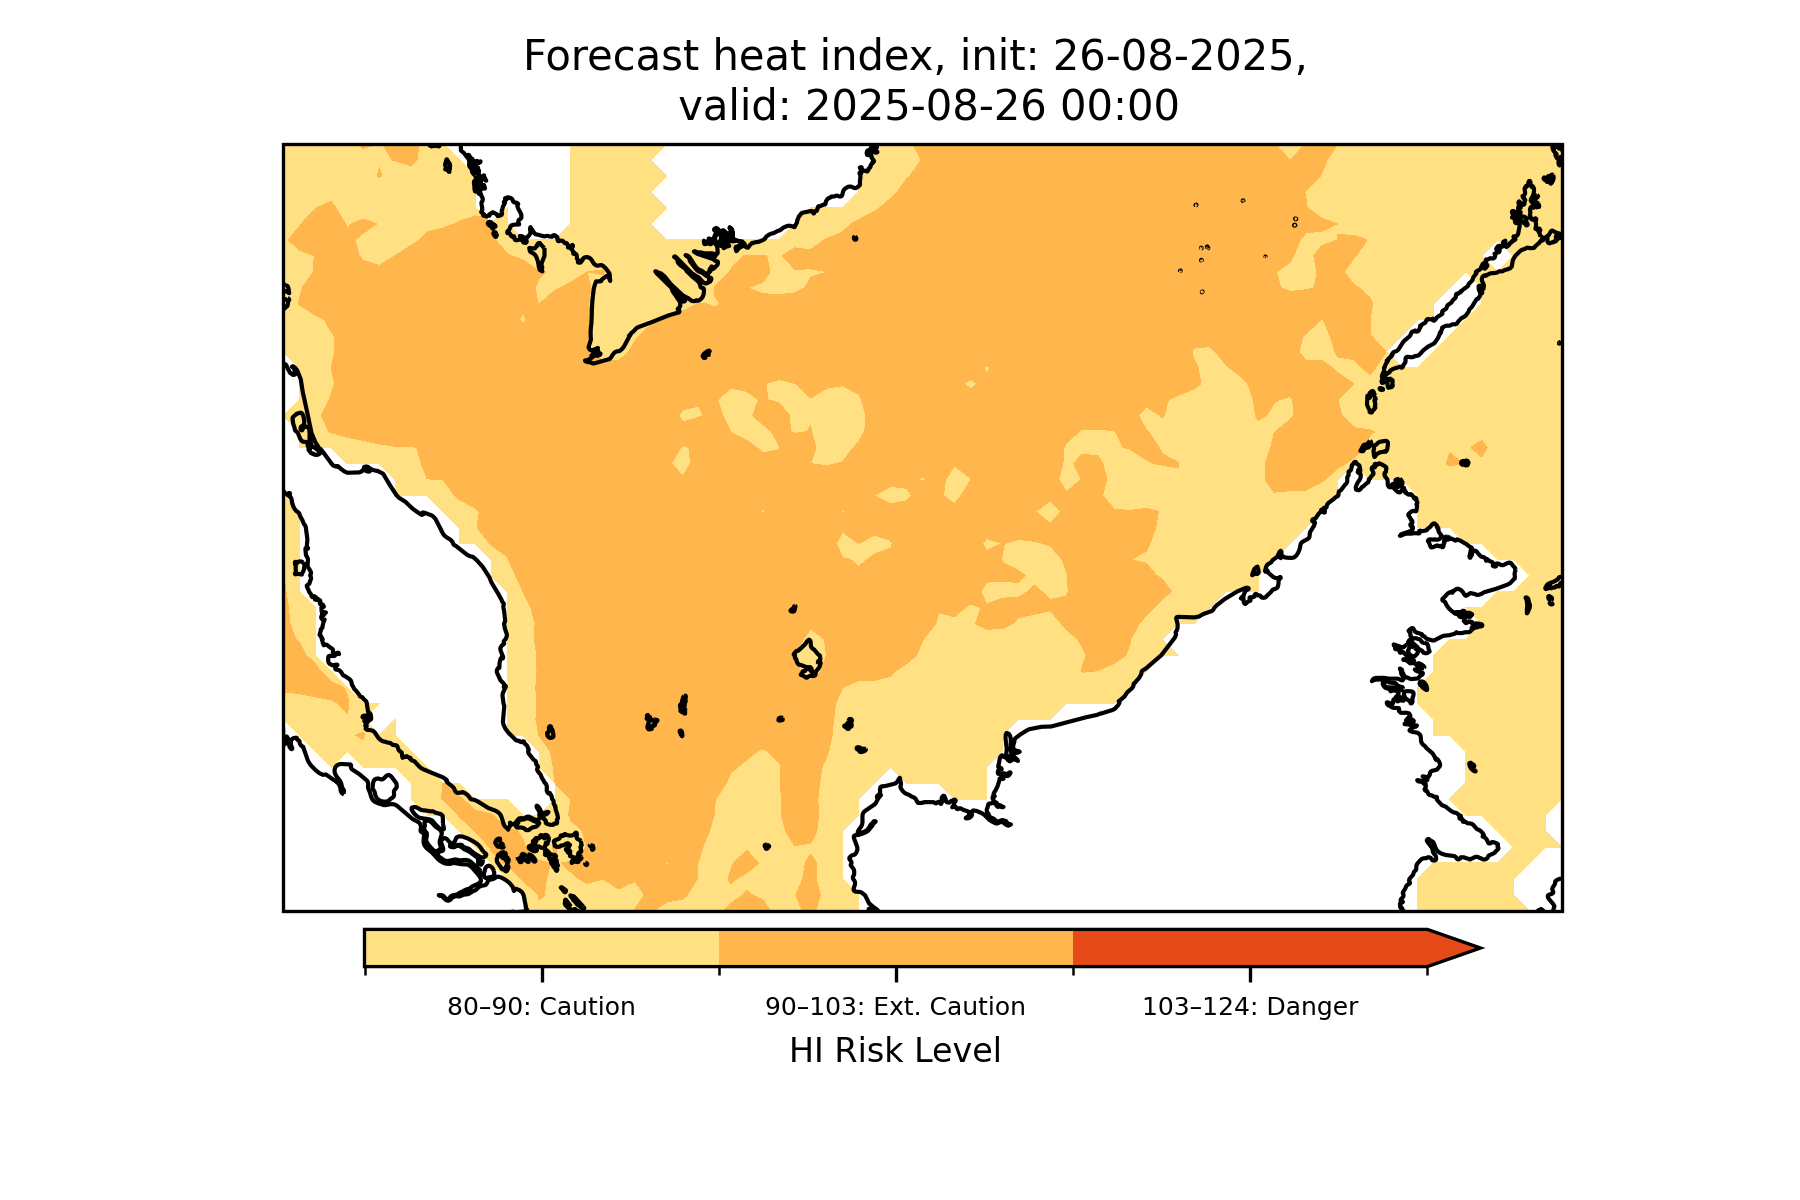 Forecast heat index, init: 26-08-2025,
valid: 2025-08-26 00:00
80–90: Caution
90–103: Ext. Caution
103–124: Danger
HI Risk Level